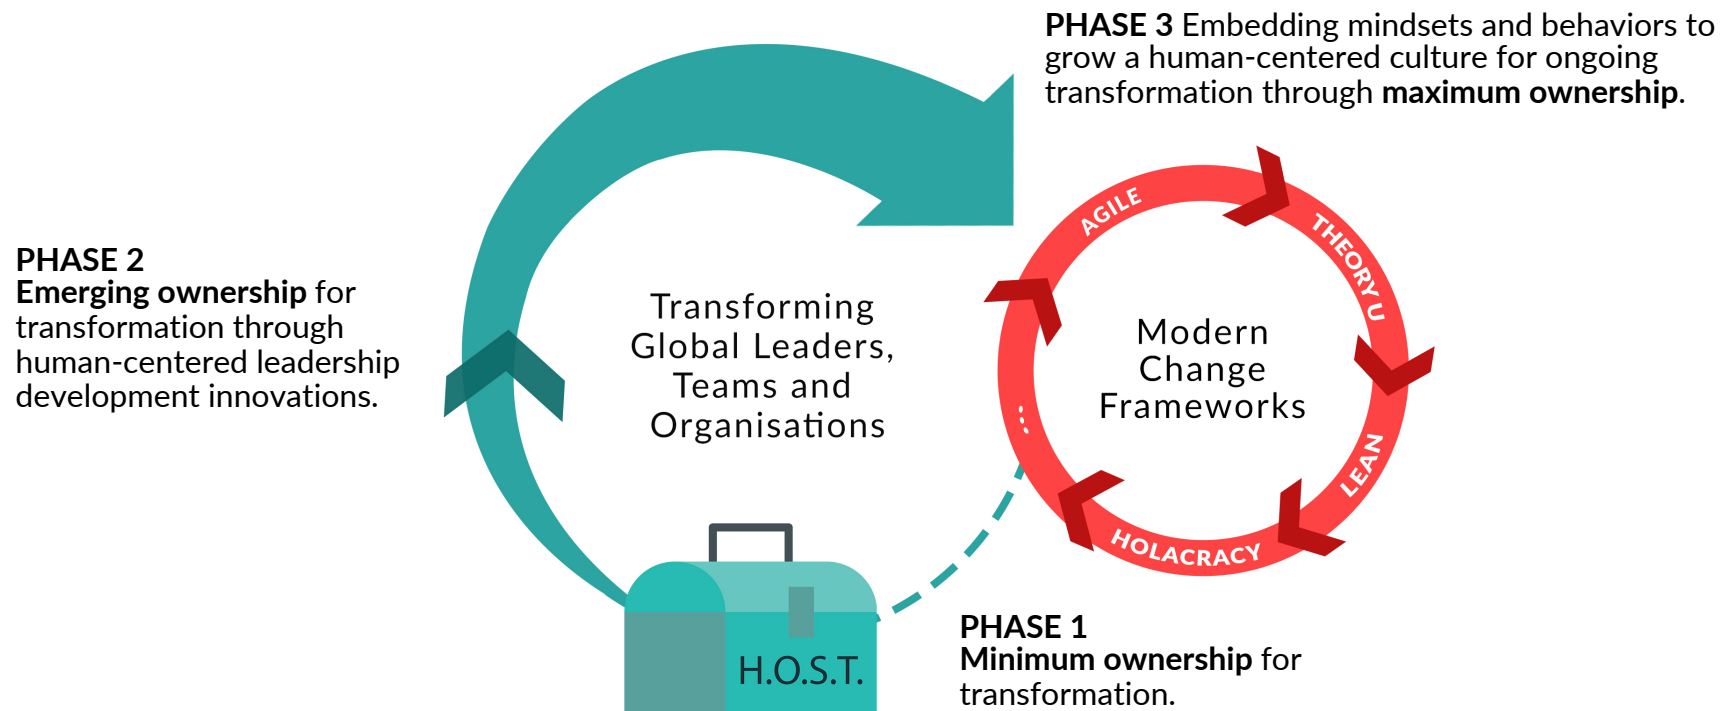 PHASE 3 Embedding mindsets and behaviors to
grow a human-centered culture for ongoing
transformation through maximum ownership.
PHASE 2
Emerging ownership for
transformation through
human-centered leadership
development innovations.
Transforming
Global Leaders,
Teams and
Organisations
AGILE
THEORY U
LEAN
HOLACRACY
...
Modern
Change
Frameworks
H.O.S.T.
PHASE 1
Minimum ownership for
transformation.